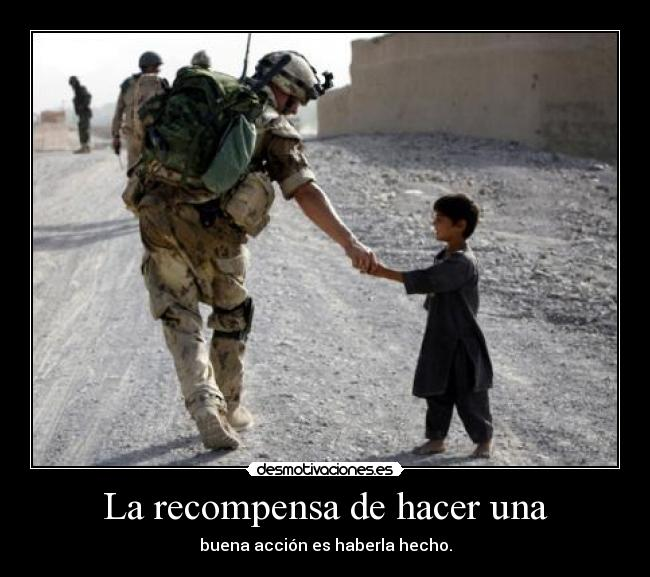 desmotivaciones.es
La recompensa de hacer una
buena acción es haberla hecho.